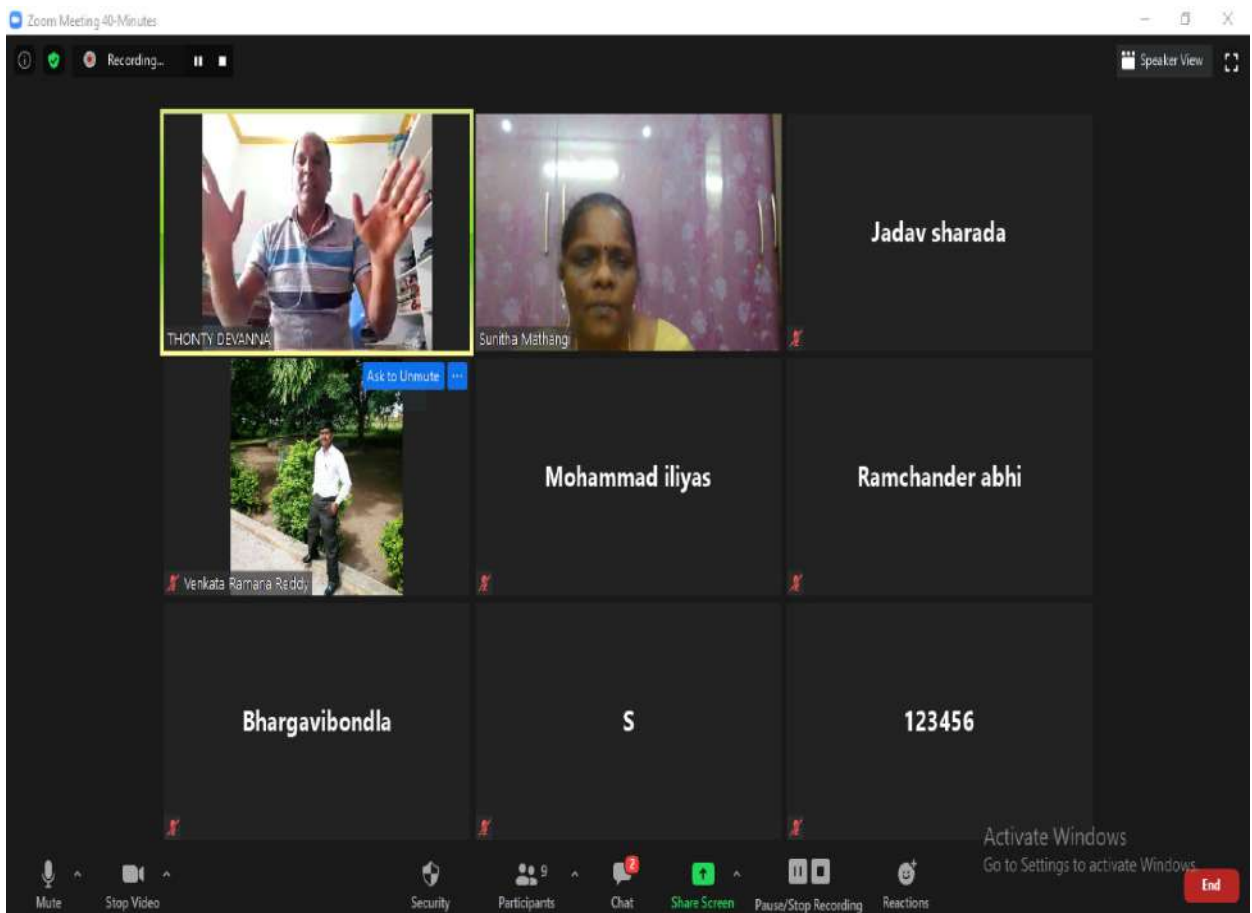 Zoom Meeting 40-Minutes
Recording...
Speaker View
THONTY DEVANNA
Sunitha Mathangi
Jadav sharada
Ask to Unmute
Venkata Ramana Reddy
Mohammad iliyas
Ramchander abhi
Bhargavibondla
S
123456
Activate Windows
Go to Settings to activate Windows.
Mute
Stop Video
Security
9
Participants
2
Chat
Share Screen
Pause/Stop Recording
Reactions
End